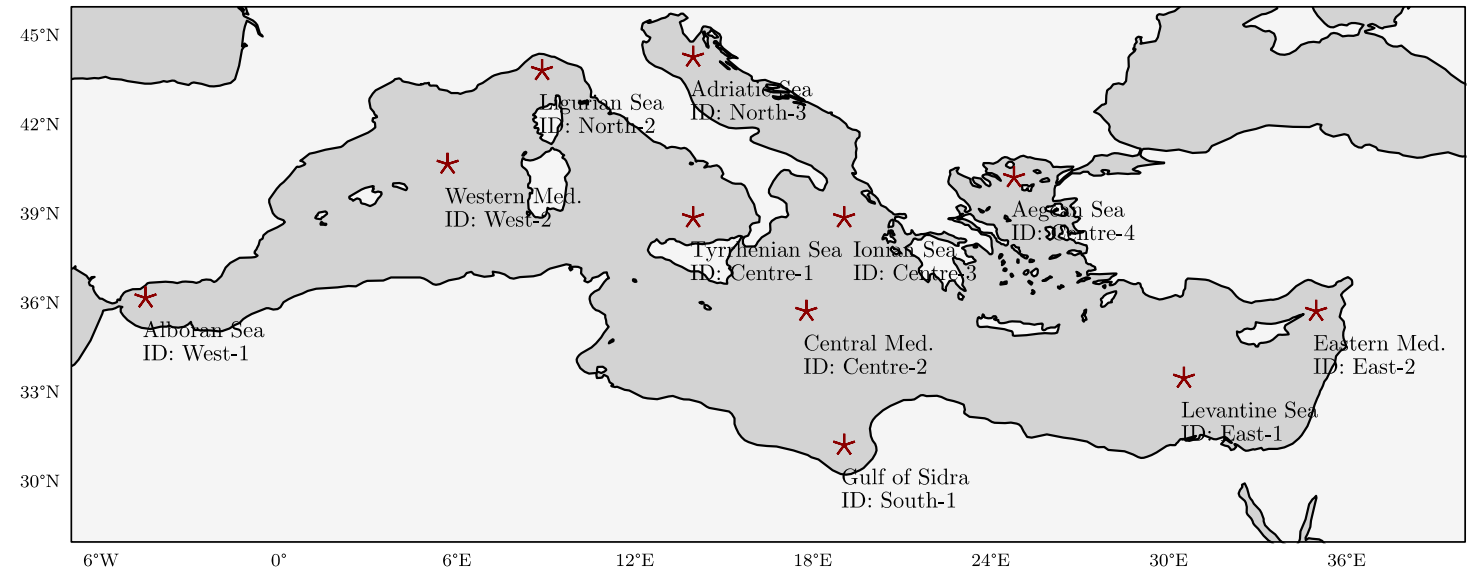 45°N
42°N
39°N
36°N
33°N
30°N
Ligurian Sea
ID: North-2
Adriatic Sea
ID: North-3
Western Med.
ID: West-2
Aegean Sea
ID: Centre-4
Tyrrhenian Sea
ID: Centre-1
Ionian Sea
ID: Centre-3
Alboran Sea
ID: West-1
Central Med.
ID: Centre-2
Eastern Med.
ID: East-2
Levantine Sea
ID: East-1
Gulf of Sidra
ID: South-1
6°W
0°
6°E
12°E
18°E
24°E
30°E
36°E